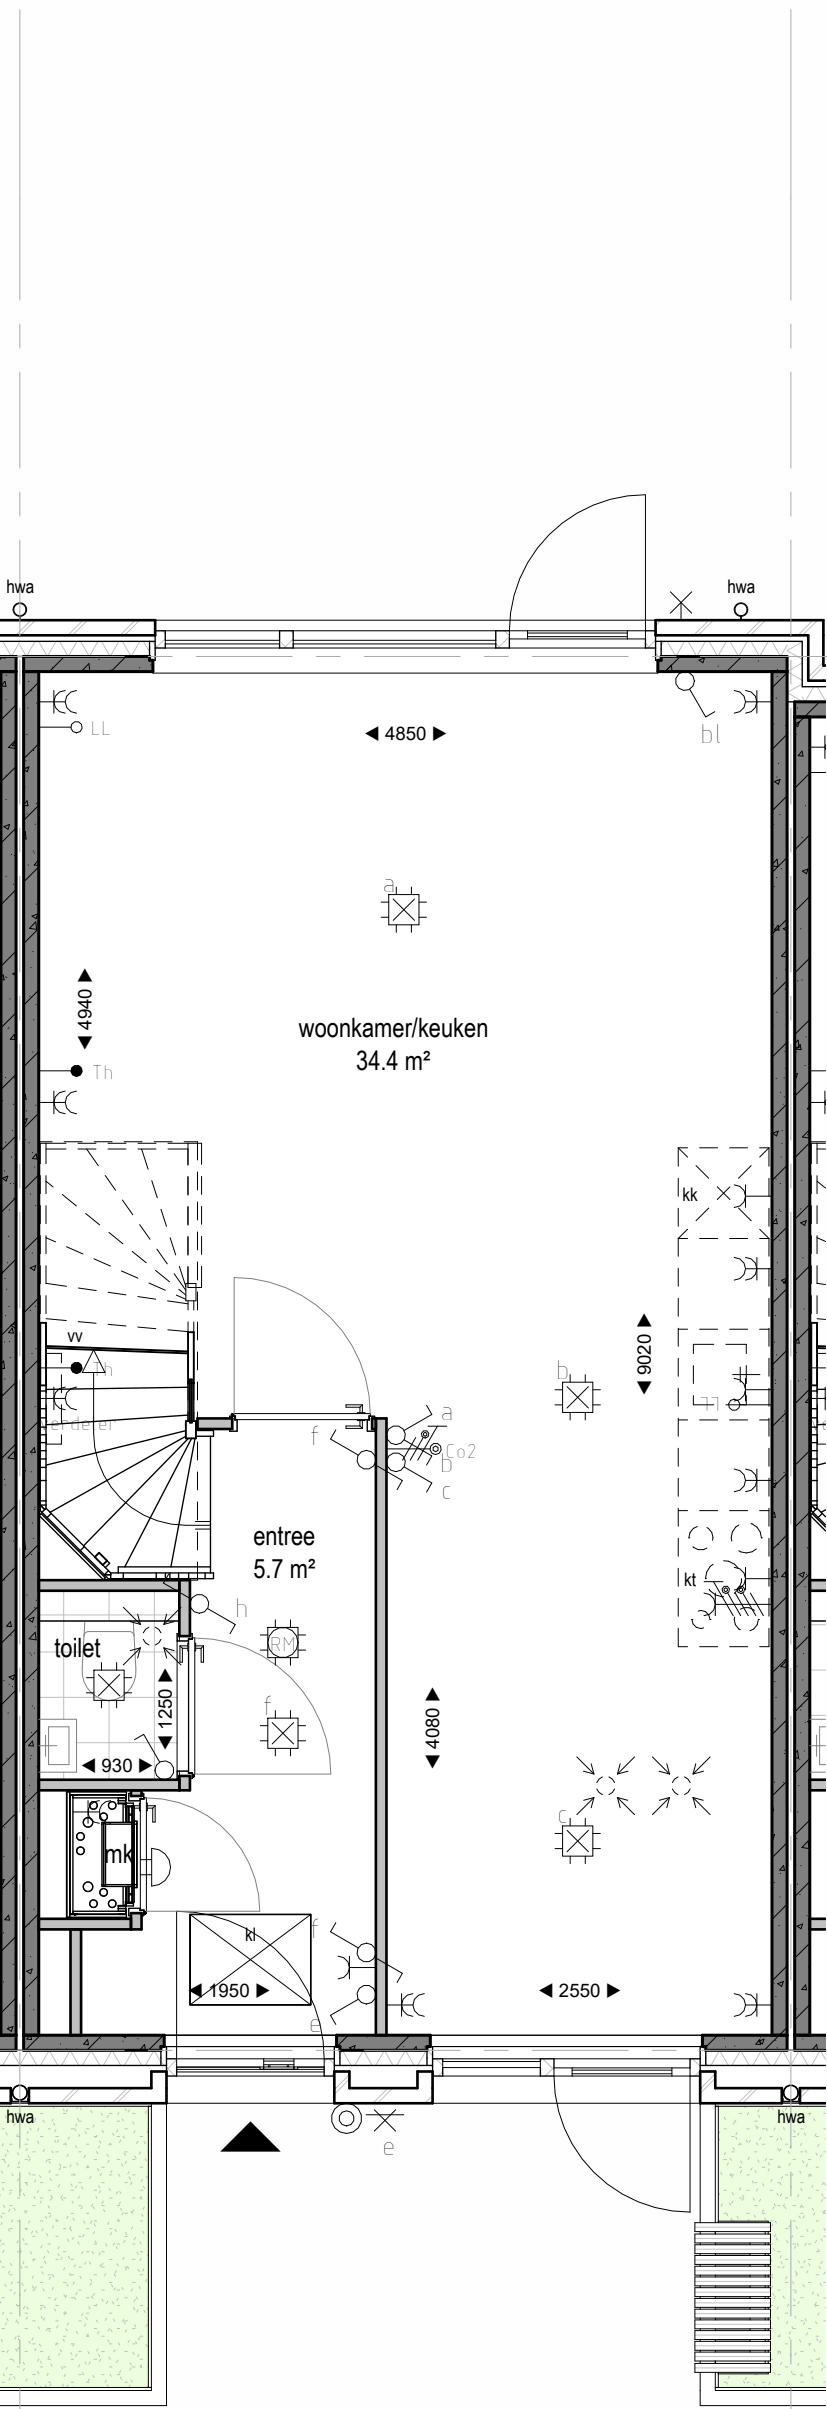 hwa
hwa
LL
bl
◄ 4850 ►
a
◄ 4940 ►
woonkamer/keuken
34.4 m²
Th
kk
vv
Th
◄ 9020 ►
b
a
f
Co2
b
c
entree
5.7 m²
kt
h
toilet
RM
◄ 1250 ►
f
◄ 4080 ►
◄ 930 ►
c
mk
kl
f
◄ 1950 ►
◄ 2550 ►
e
hwa
hwa
e